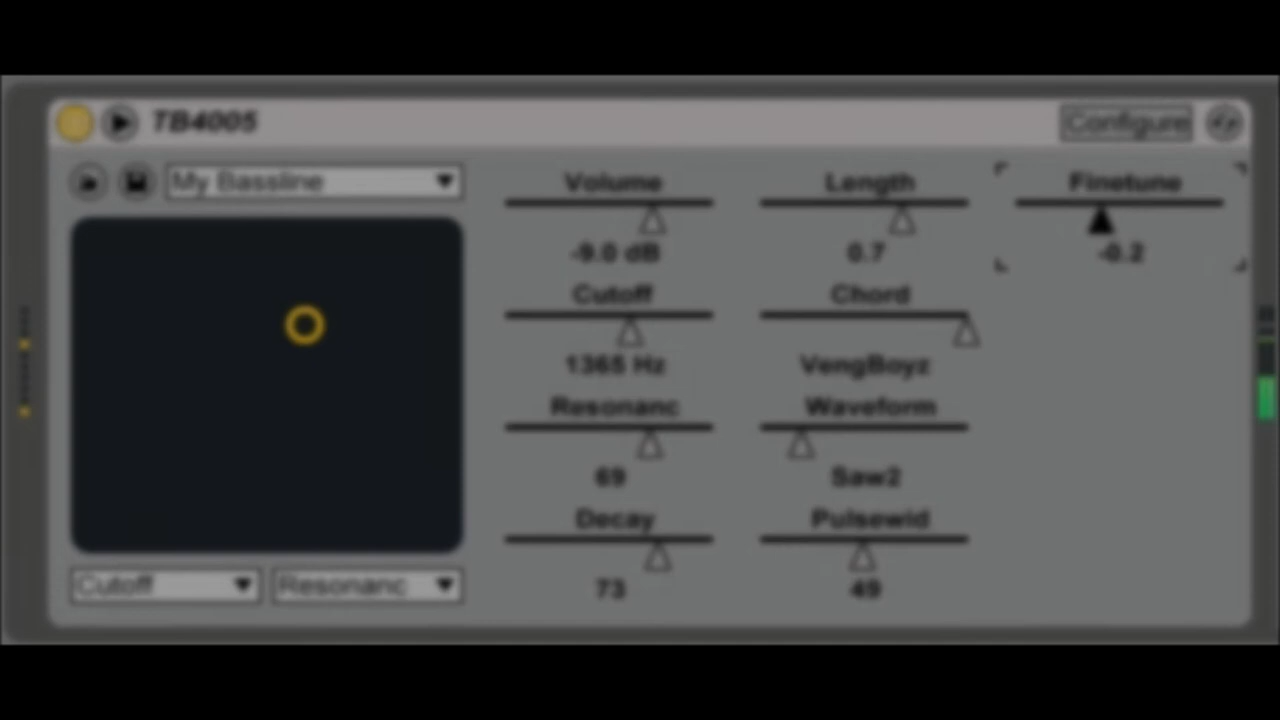 TB4005 Configure
My Bassline
Volume Length Finetune
-9.0 dB 0.7 -0.2
Cutoff Chord
1365 Hz VengBoyz
Resonanc Waveform
69 Saw2
Decay Pulsewid
73 49
Cutoff Resonanc